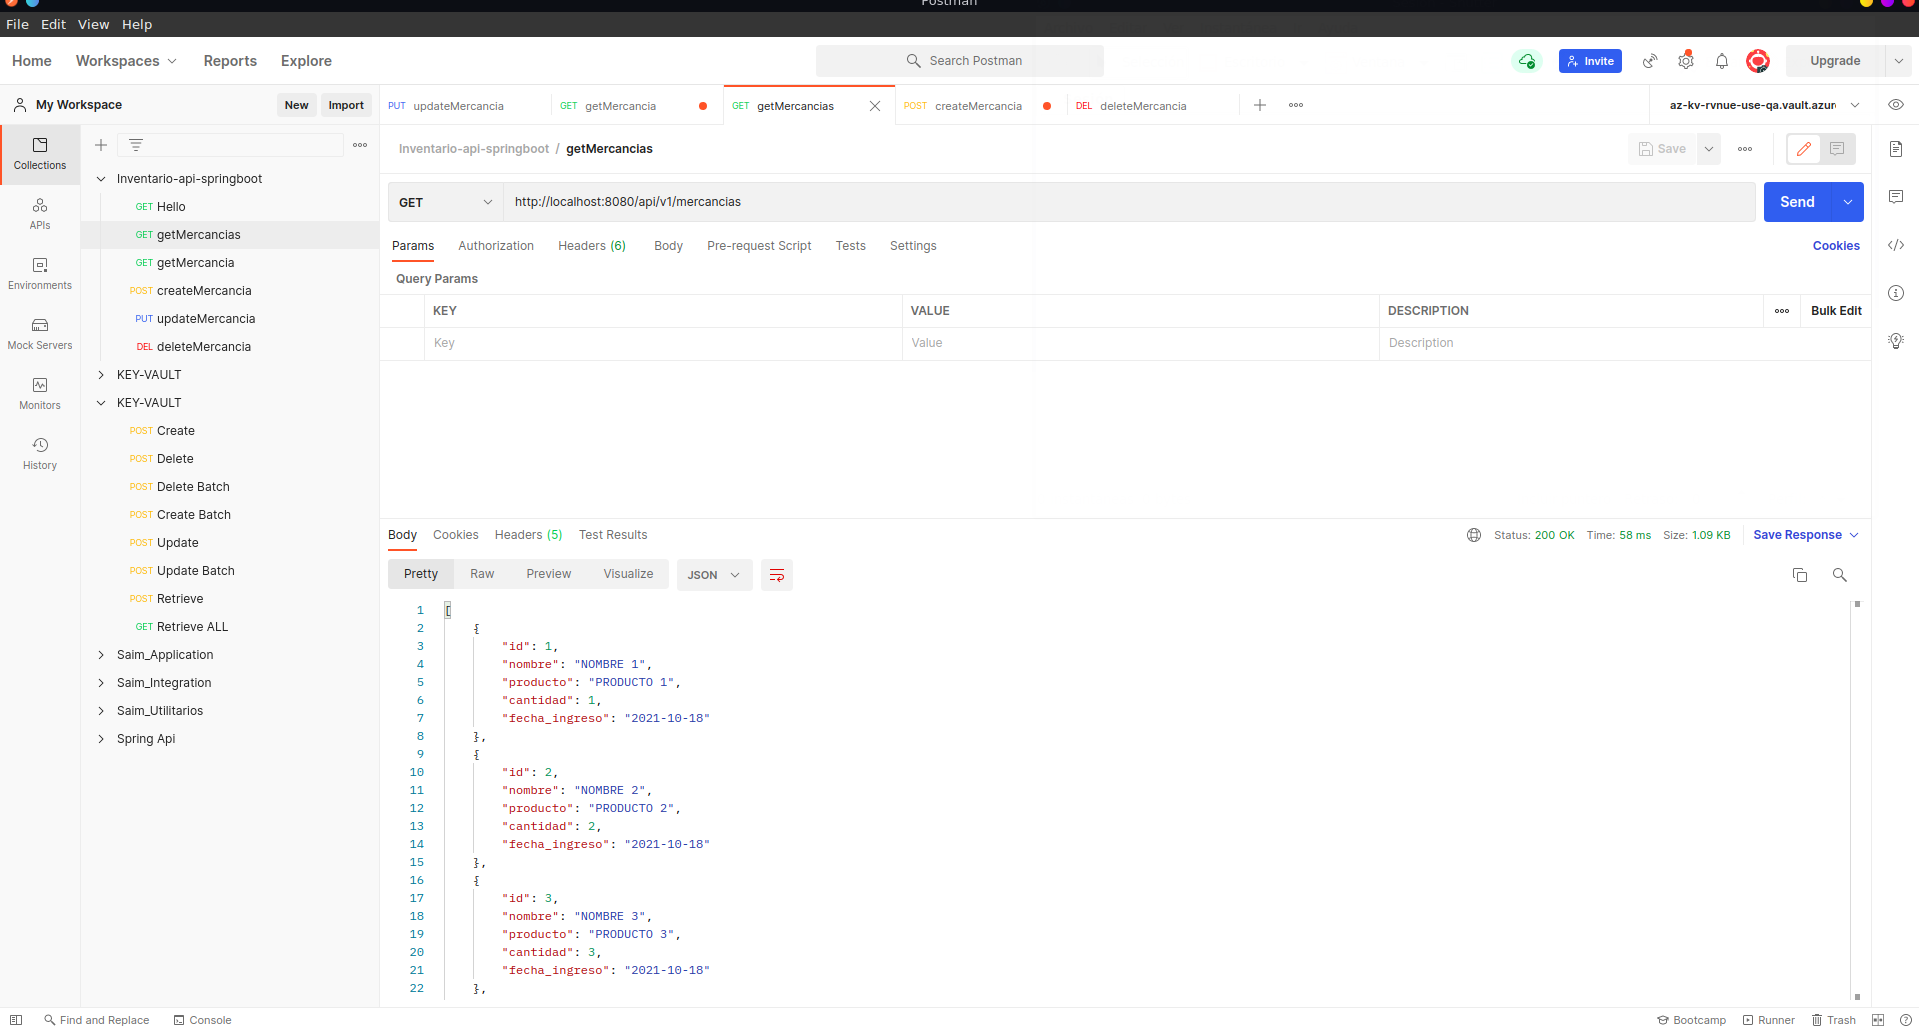 Postman
File Edit View Help
Home Workspaces Reports Explore Search Postman Invite Upgrade
My Workspace New Import
PUT updateMercancia GET getMercancia GET getMercancias POST createMercancia DEL deleteMercancia az-kv-rvnue-use-qa.vault.azur
Collections
APIs
Environments
Mock Servers
Monitors
History
Inventario-api-springboot
GET Hello
GET getMercancias
GET getMercancia
POST createMercancia
PUT updateMercancia
DEL deleteMercancia
KEY-VAULT
KEY-VAULT
POST Create
POST Delete
POST Delete Batch
POST Create Batch
POST Update
POST Update Batch
POST Retrieve
GET Retrieve ALL
Saim_Application
Saim_Integration
Saim_Utilitarios
Spring Api
Inventario-api-springboot / getMercancias Save
GET http://localhost:8080/api/v1/mercancias Send
Params Authorization Headers (6) Body Pre-request Script Tests Settings Cookies
Query Params
KEY VALUE DESCRIPTION Bulk Edit
Key Value Description
Body Cookies Headers (5) Test Results Status: 200 OK Time: 58 ms Size: 1.09 KB Save Response
Pretty Raw Preview Visualize JSON
1 [
2 {
3 "id": 1,
4 "nombre": "NOMBRE 1",
5 "producto": "PRODUCTO 1",
6 "cantidad": 1,
7 "fecha_ingreso": "2021-10-18"
8 },
9 {
10 "id": 2,
11 "nombre": "NOMBRE 2",
12 "producto": "PRODUCTO 2",
13 "cantidad": 2,
14 "fecha_ingreso": "2021-10-18"
15 },
16 {
17 "id": 3,
18 "nombre": "NOMBRE 3",
19 "producto": "PRODUCTO 3",
20 "cantidad": 3,
21 "fecha_ingreso": "2021-10-18"
22 },
Find and Replace Console Bootcamp Runner Trash